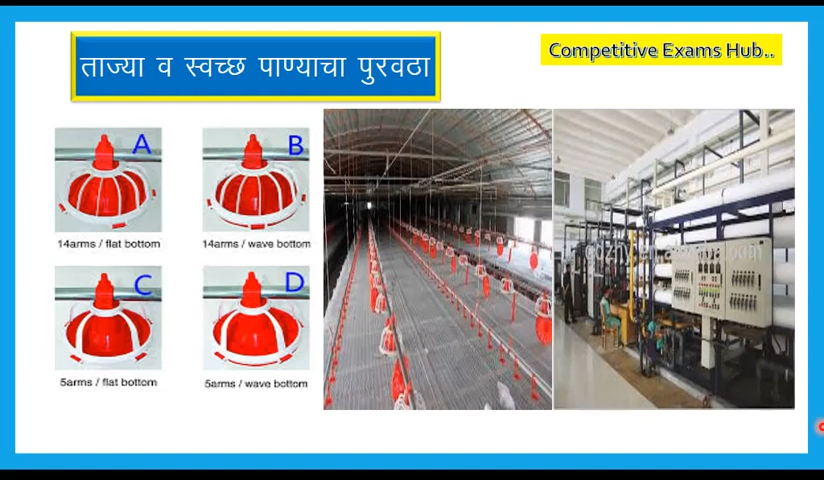 ताज्या व स्वच्छ पाण्याचा पुरवठा
Competitive Exams Hub..
A
B
14arms / flat bottom
14arms / wave bottom
C
D
5arms / flat bottom
5arms / wave bottom